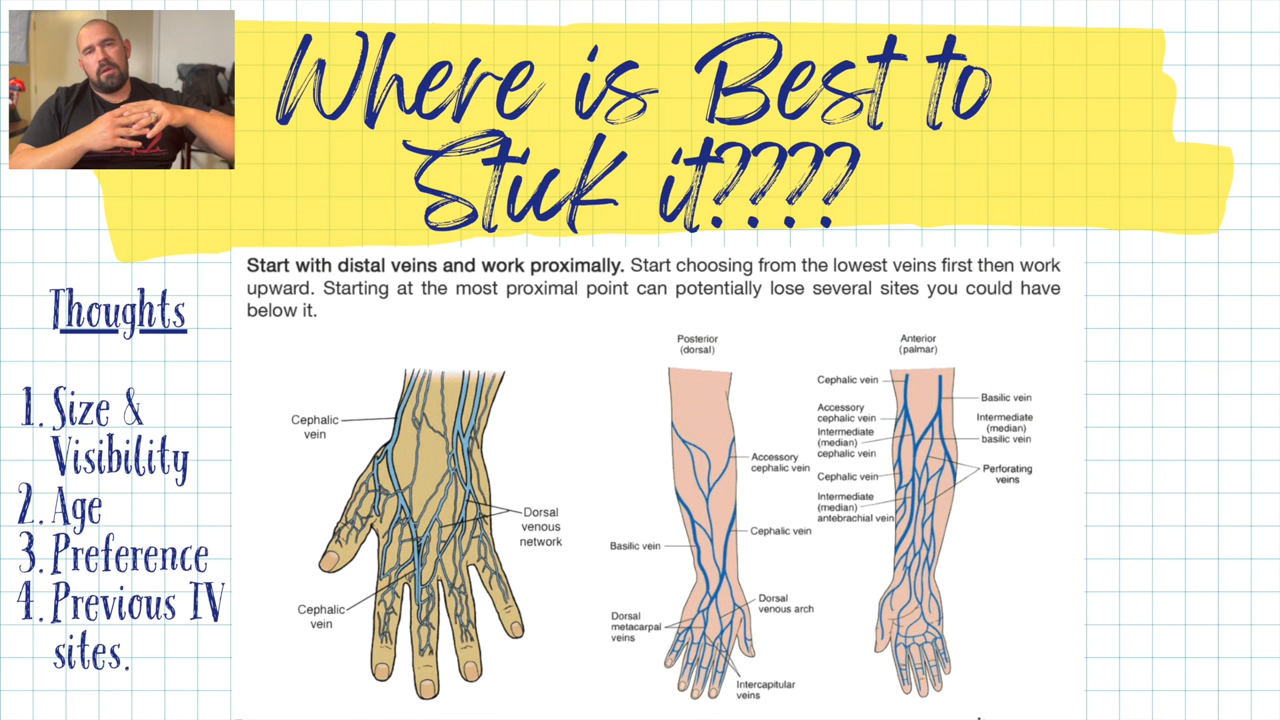 Where is Best to
Stick it????
Start with distal veins and work proximally. Start choosing from the lowest veins first then work
upward. Starting at the most proximal point can potentially lose several sites you could have
below it.
Thoughts
1. Size &
Visibility
2. Age
3. Preference
4. Previous IV
sites.
Cephalic
vein
Dorsal
venous
network
Cephalic
vein
Posterior
(dorsal)
Accessory
cephalic vein
Cephalic vein
Basilic vein
Dorsal
venous arch
Dorsal
metacarpal
veins
Intercapitular
veins
Anterior
(palmar)
Cephalic vein
Accessory
cephalic vein
Intermediate
(median)
cephalic vein
Cephalic vein
Intermediate
(median)
antebrachial vein
Basilic vein
Intermediate
(median)
basilic vein
Perforating
veins